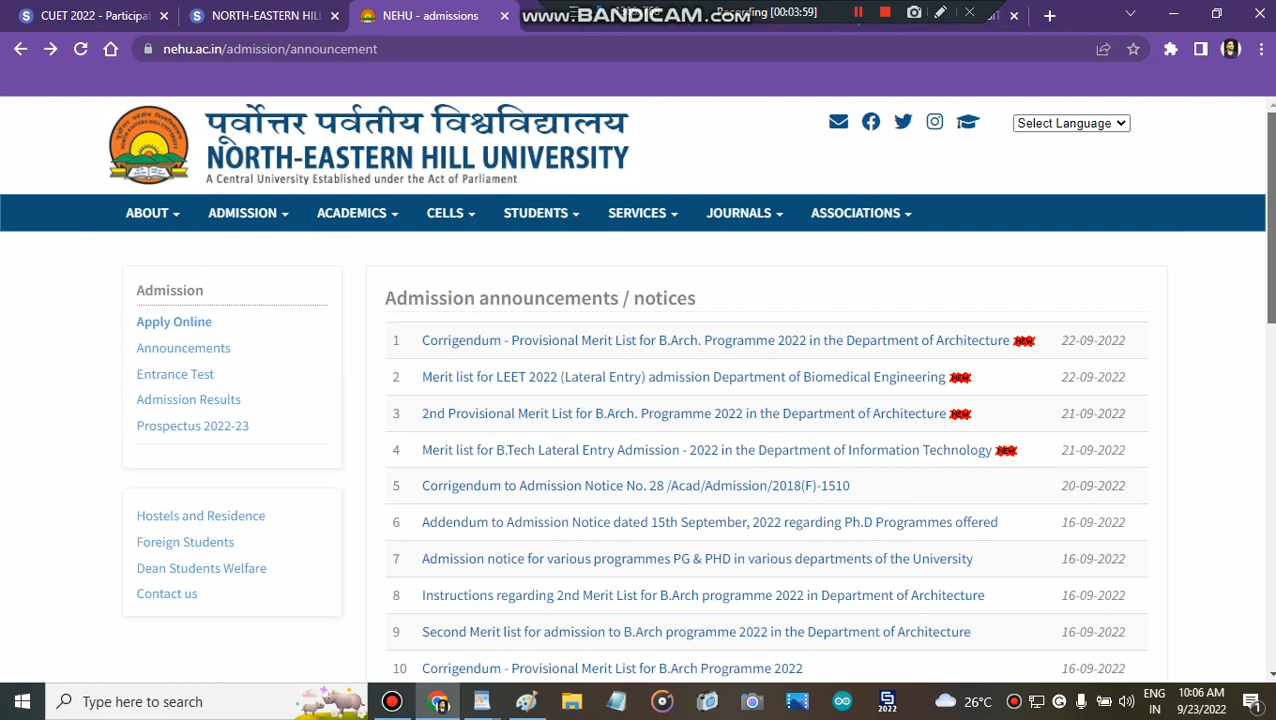 CUET 2022 - Participat
NORTH-EASTERN HILL
NEHU - admissions
www.BANDICAM.com
Recording [00:03:59]
nehu.ac.in/admission/announcement
पूर्वोत्तर पर्वतीय विश्वविद्यालय
NORTH-EASTERN HILL UNIVERSITY
A Central University Established under the Act of Parliament
Select Language
ABOUT ADMISSION ACADEMICS CELLS STUDENTS SERVICES JOURNALS ASSOCIATIONS
Admission
Apply Online
Announcements
Entrance Test
Admission Results
Prospectus 2022-23
Hostels and Residence
Foreign Students
Dean Students Welfare
Contact us
Admission announcements / notices
1 Corrigendum - Provisional Merit List for B.Arch. Programme 2022 in the Department of Architecture NEW 22-09-2022
2 Merit list for LEET 2022 (Lateral Entry) admission Department of Biomedical Engineering NEW 22-09-2022
3 2nd Provisional Merit List for B.Arch. Programme 2022 in the Department of Architecture NEW 21-09-2022
4 Merit list for B.Tech Lateral Entry Admission - 2022 in the Department of Information Technology NEW 21-09-2022
5 Corrigendum to Admission Notice No. 28 /Acad/Admission/2018(F)-1510 20-09-2022
6 Addendum to Admission Notice dated 15th September, 2022 regarding Ph.D Programmes offered 16-09-2022
7 Admission notice for various programmes PG & PHD in various departments of the University 16-09-2022
8 Instructions regarding 2nd Merit List for B.Arch programme 2022 in Department of Architecture 16-09-2022
9 Second Merit list for admission to B.Arch programme 2022 in the Department of Architecture 16-09-2022
10 Corrigendum - Provisional Merit List for B.Arch Programme 2022 16-09-2022
Type here to search
2022
26°C
ENG
IN
10:06 AM
9/23/2022
1